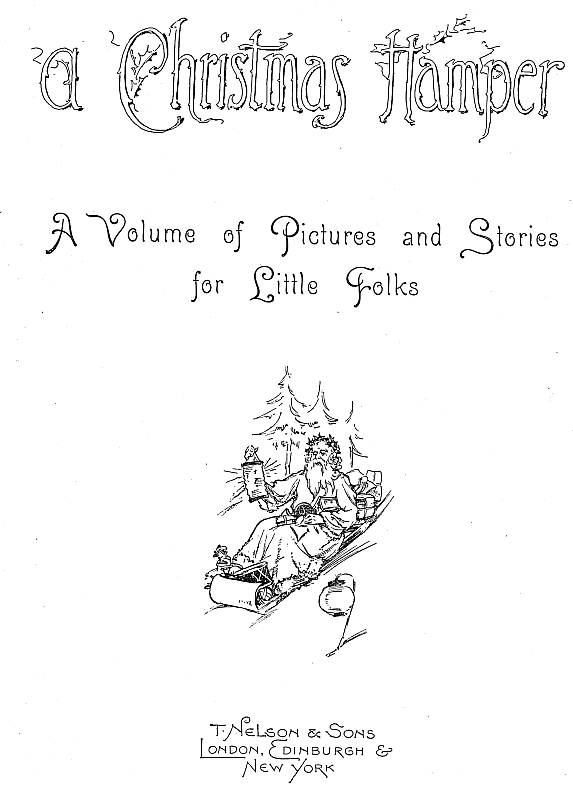 a Christmas Hamper
A Volume of Pictures and Stories
for Little Folks
T. Nelson & Sons
London, Edinburgh &
New York